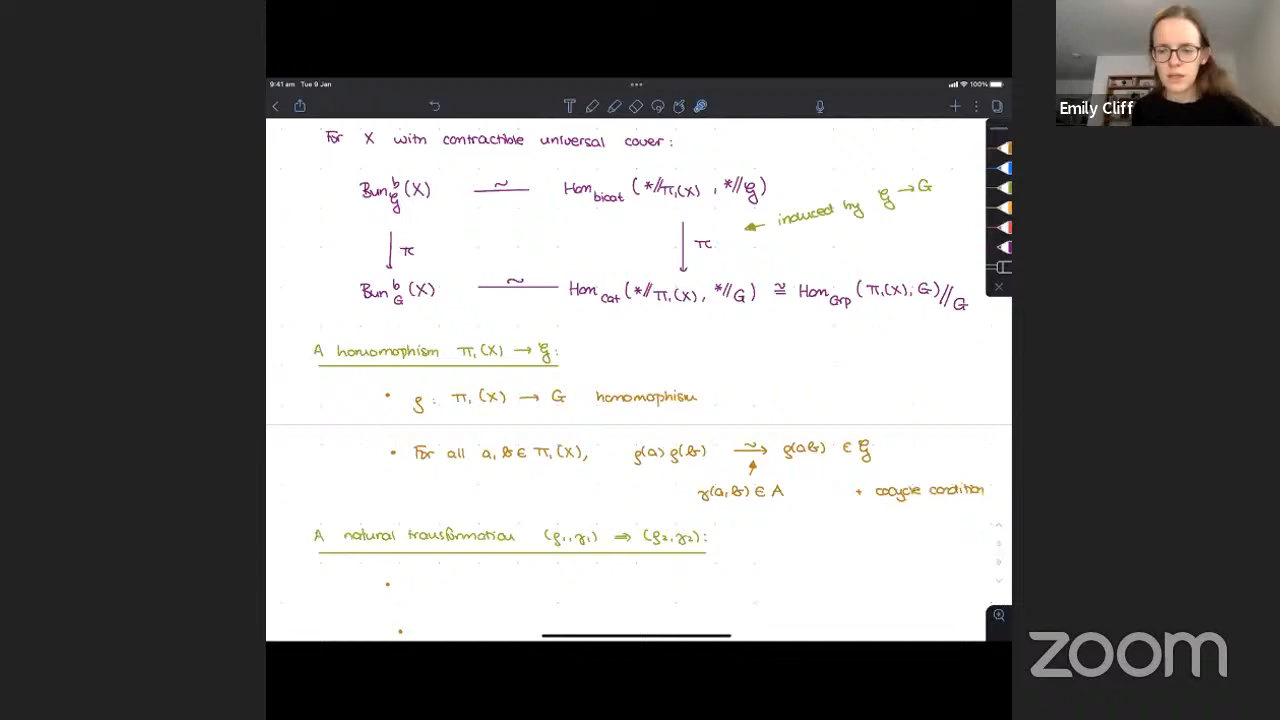 9:41 am Tue 9 Jan
100%
Emily Cliff
For X with contractible universal cover:
Bun^b_𝒢(X) ~ Hom_bicat(*//π₁(X), *//𝒢)
induced by 𝒢 → G
π π
Bun^b_G(X) ~ Hom_cat(*//π₁(X), *//G) ≅ Hom_Grp(π₁(X), G)//G
A homomophism π₁(X) → 𝒢:
• ρ: π₁(X) → G homomophism
• For all a, b ∈ π₁(X), ρ(a) ρ(b) ~→ ρ(ab) ∈ 𝒢
γ(a,b) ∈ A + cocycle condition
A natural transformation (ρ₁,γ₁) ⇒ (ρ₂,γ₂):
zoom